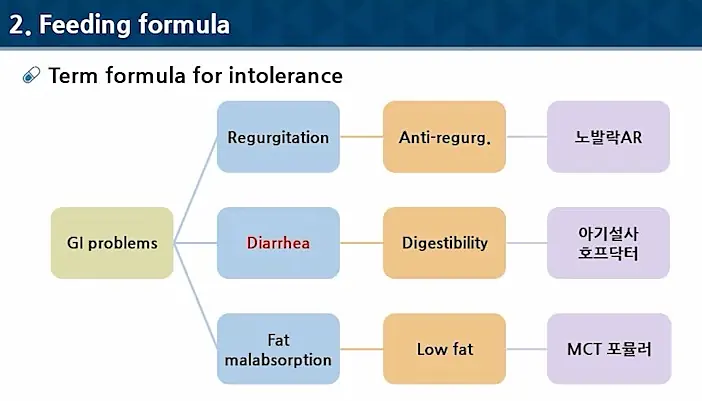 2. Feeding formula
Term formula for intolerance
Regurgitation
Anti-regurg.
노발락AR
GI problems
Diarrhea
Digestibility
아기설사
호프닥터
Fat
malabsorption
Low fat
MCT 포뮬러